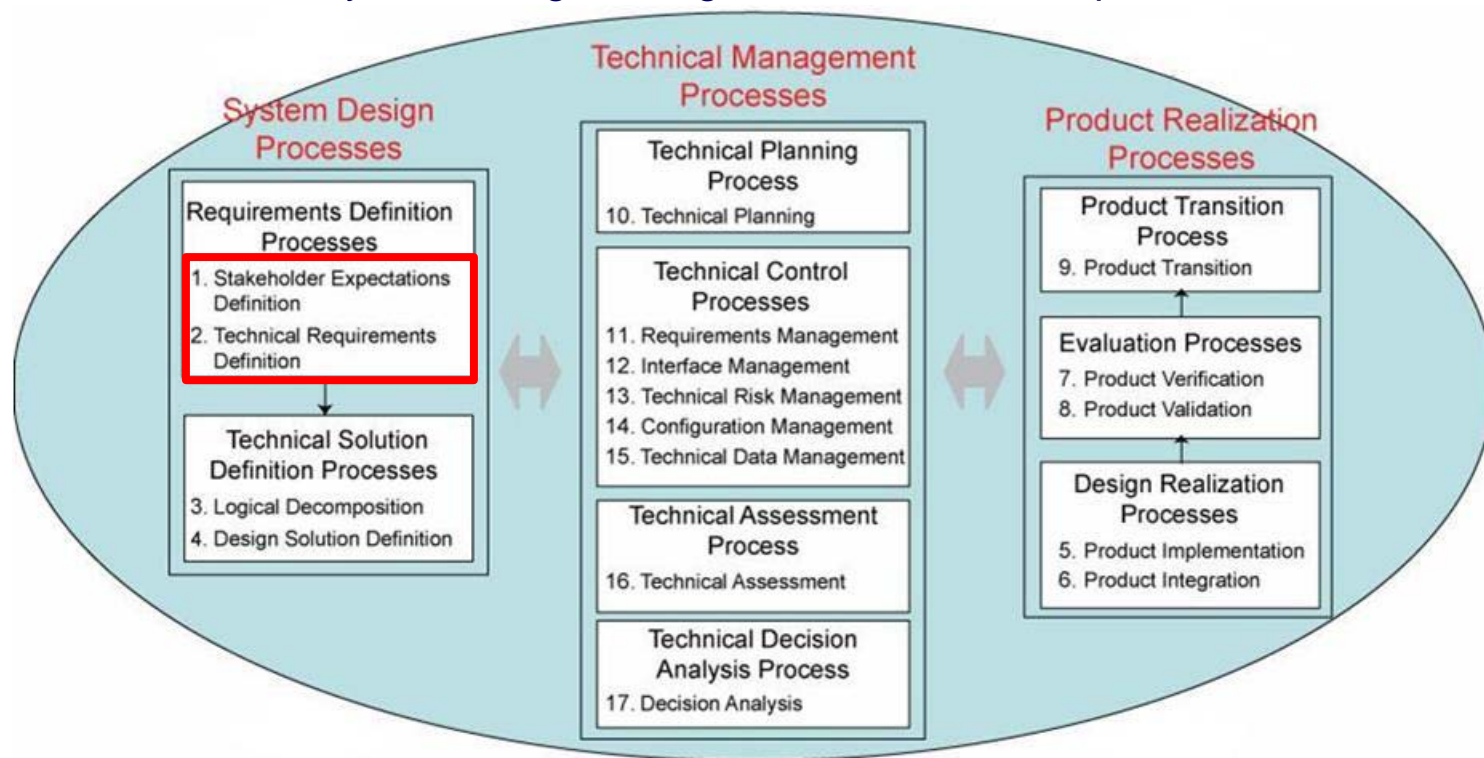 System Design
Processes
Requirements Definition
Processes
1. Stakeholder Expectations
Definition
2. Technical Requirements
Definition
Technical Solution
Definition Processes
3. Logical Decomposition
4. Design Solution Definition
Technical Management
Processes
Technical Planning
Process
10. Technical Planning
Technical Control
Processes
11. Requirements Management
12. Interface Management
13. Technical Risk Management
14. Configuration Management
15. Technical Data Management
Technical Assessment
Process
16. Technical Assessment
Technical Decision
Analysis Process
17. Decision Analysis
Product Realization
Processes
Product Transition
Process
9. Product Transition
Evaluation Processes
7. Product Verification
8. Product Validation
Design Realization
Processes
5. Product Implementation
6. Product Integration